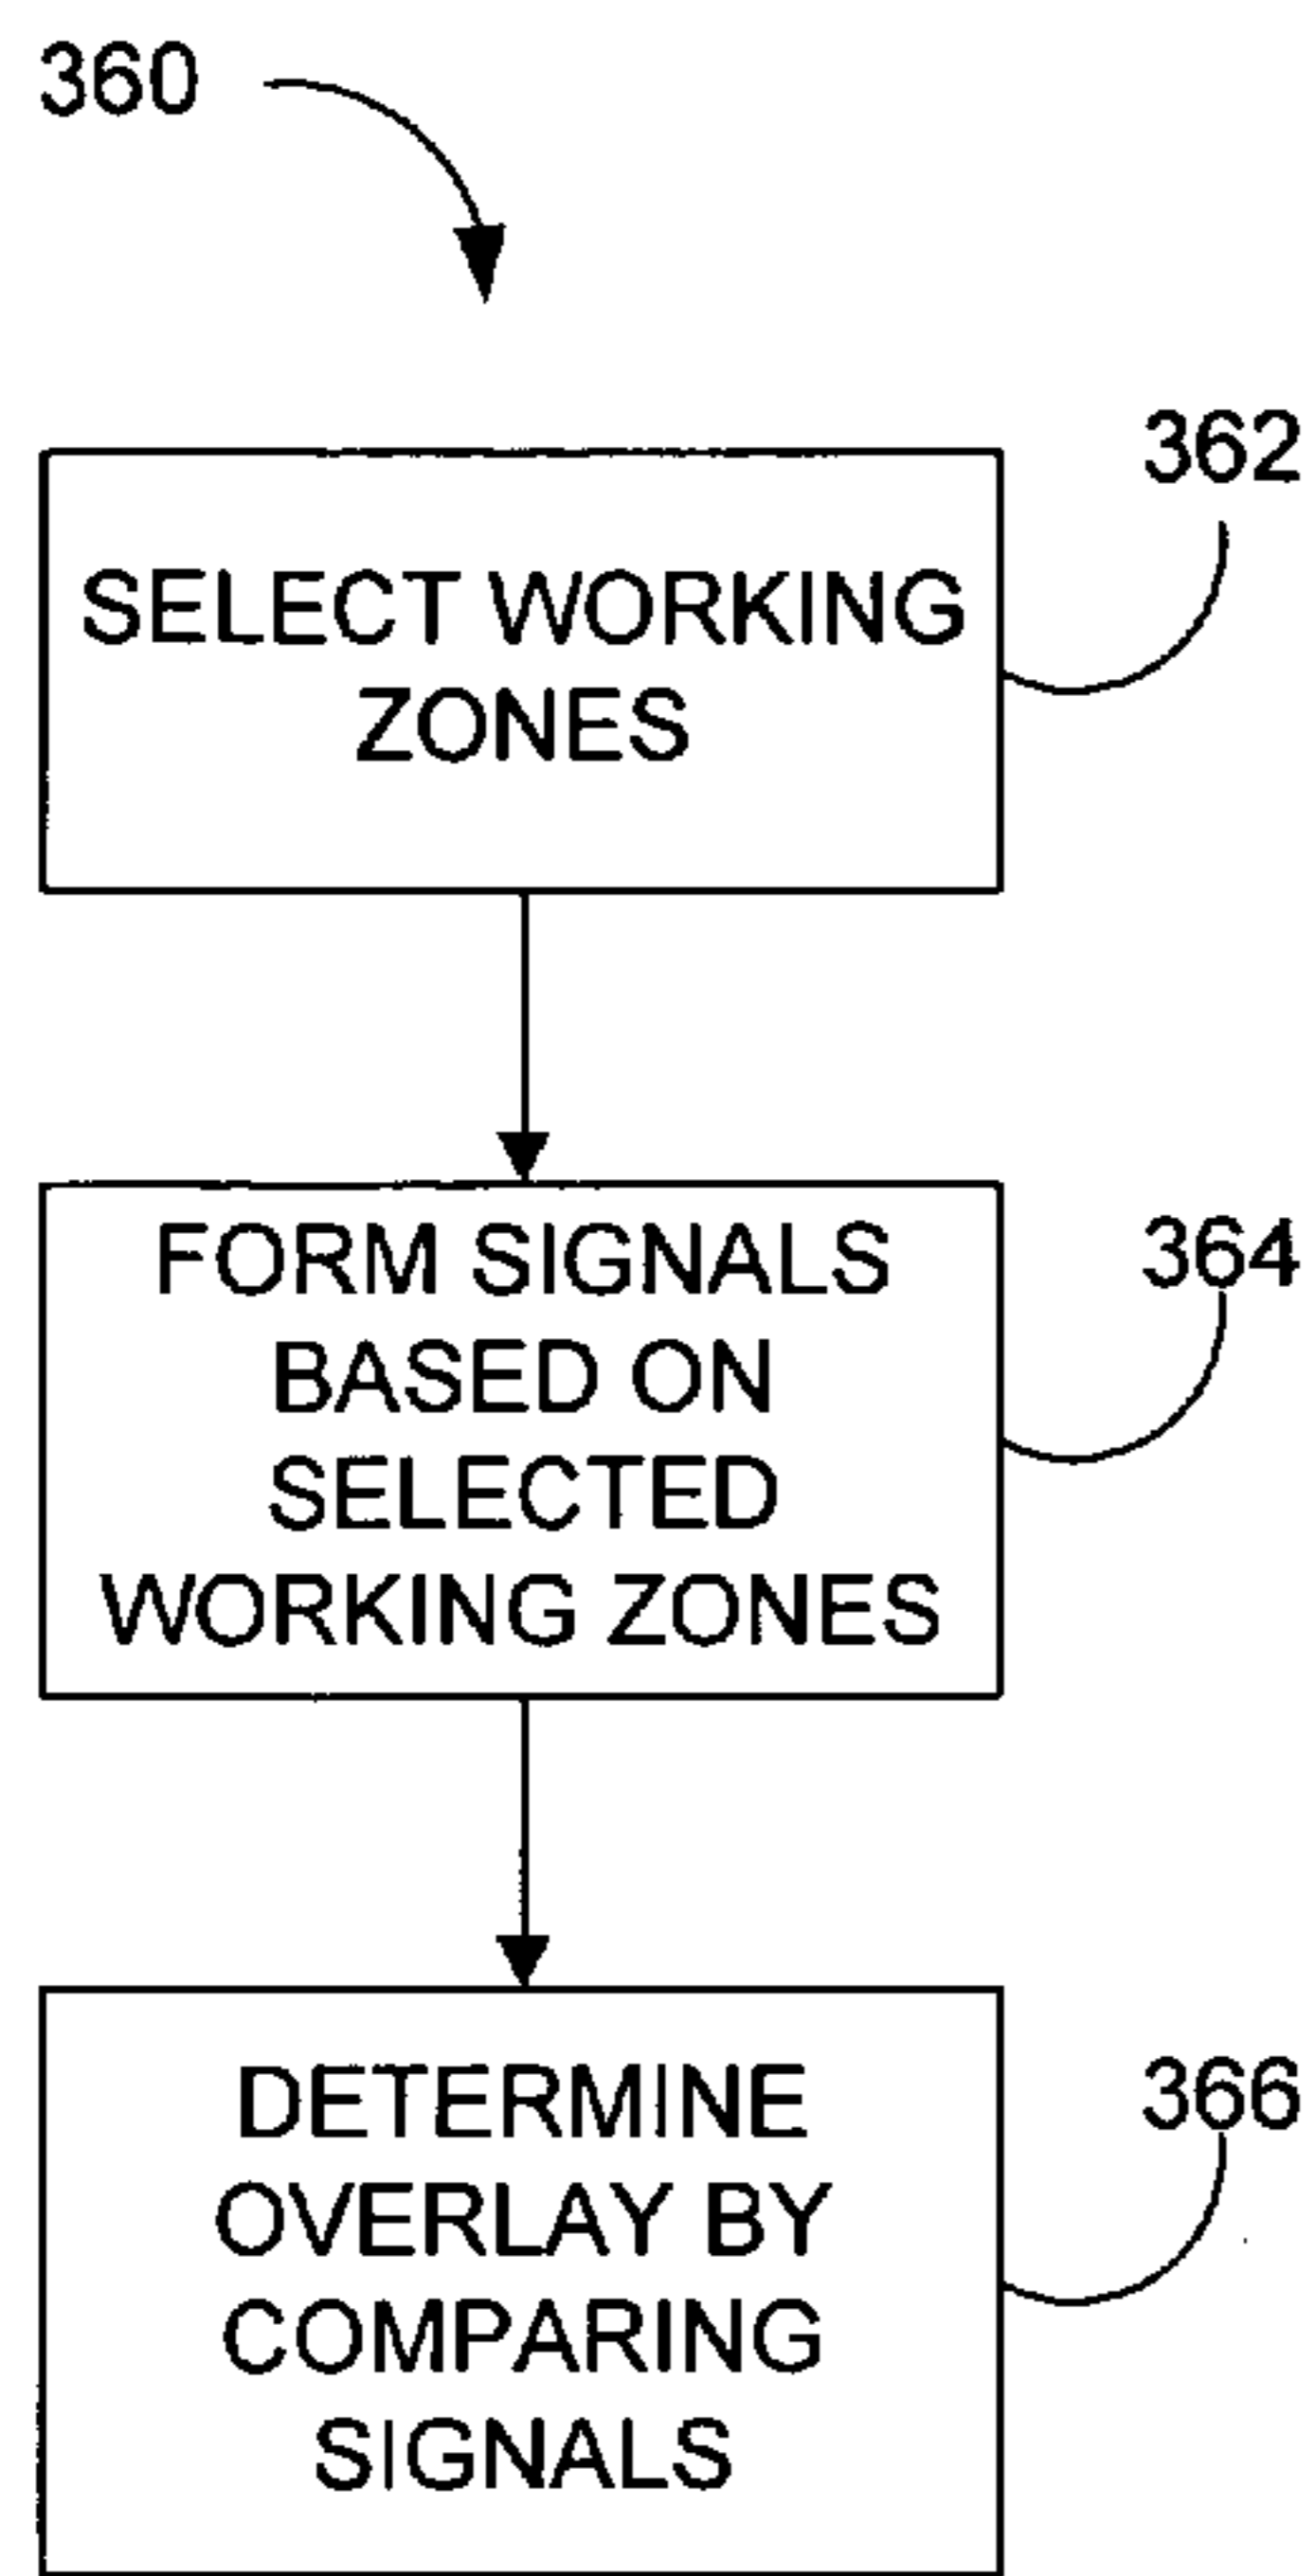 360
362
SELECT WORKING
ZONES
364
FORM SIGNALS
BASED ON
SELECTED
WORKING ZONES
366
DETERMINE
OVERLAY BY
COMPARING
SIGNALS